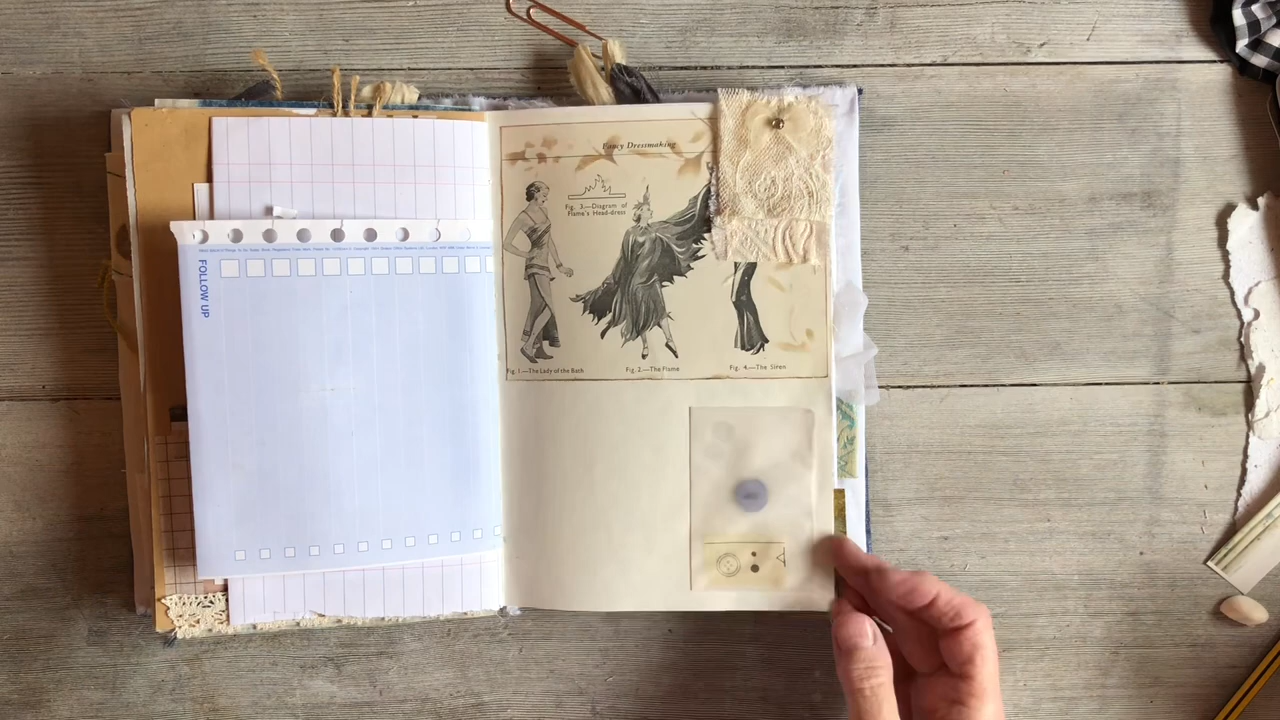 FOLLOW UP
Fancy Dressmaking
Fig. 3.—Diagram of
Flame's Head-dress
Fig. 1.—The Lady of the Bath
Fig. 2.—The Flame
Fig. 4.—The Siren